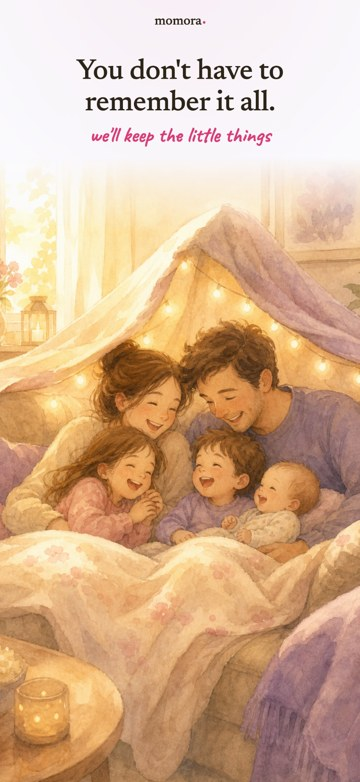 momora.
You don't have to
remember it all.
we'll keep the little things